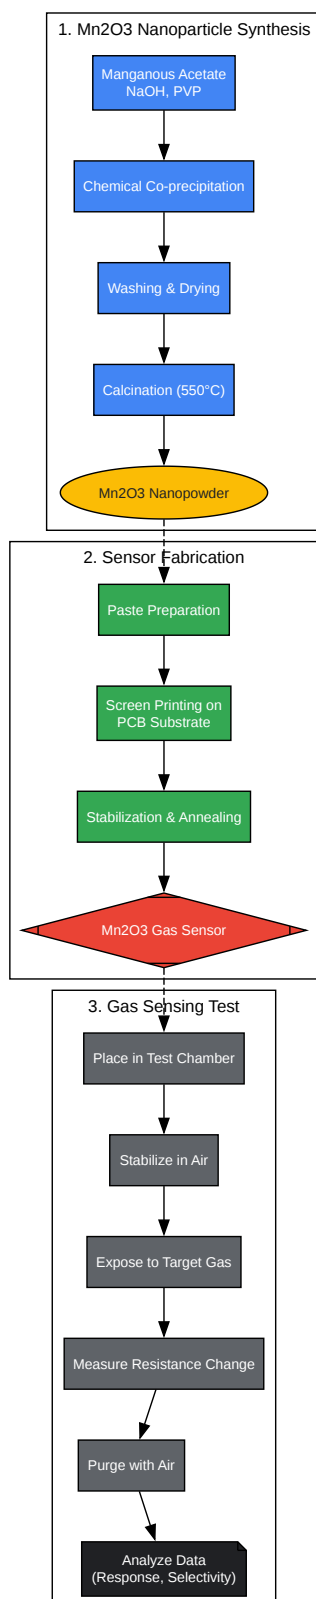 1. Mn2O3 Nanoparticle Synthesis
Manganous Acetate
NaOH, PVP
Chemical Co-precipitation
Washing & Drying
Calcination (550°C)
Mn2O3 Nanopowder
2. Sensor Fabrication
Paste Preparation
Screen Printing on
PCB Substrate
Stabilization & Annealing
Mn2O3 Gas Sensor
3. Gas Sensing Test
Place in Test Chamber
Stabilize in Air
Expose to Target Gas
Measure Resistance Change
Purge with Air
Analyze Data
(Response, Selectivity)